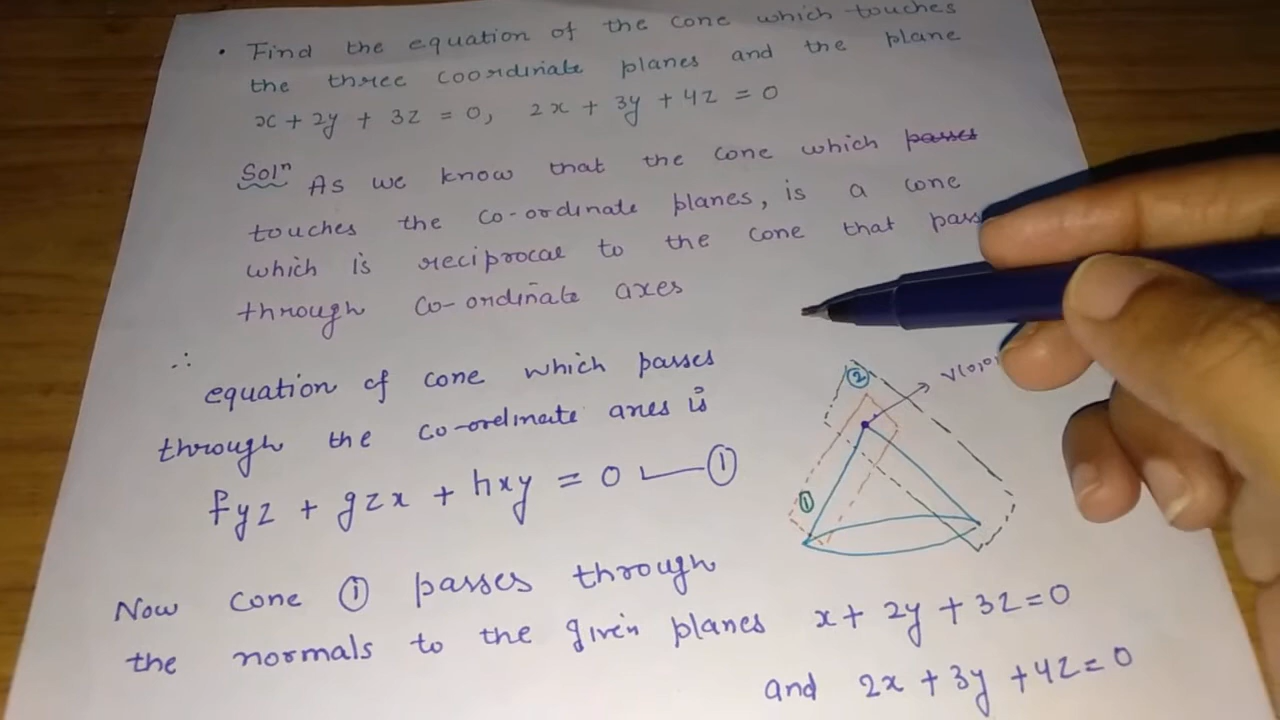 • Find the equation of the cone which touches
the three coordinate planes and the plane
x + 2y + 3z = 0, 2x + 3y + 4z = 0
Solⁿ As we know that the cone which passes
touches the co-ordinate planes, is a cone
which is reciprocal to the cone that pass
through co-ordinate axes
∴ equation of cone which passes
through the co-ordinate axes is
fyz + gzx + hxy = 0 — ①
Now cone ① passes through
the normals to the given planes x + 2y + 3z = 0
and 2x + 3y + 4z = 0
②
V(0,0,
①